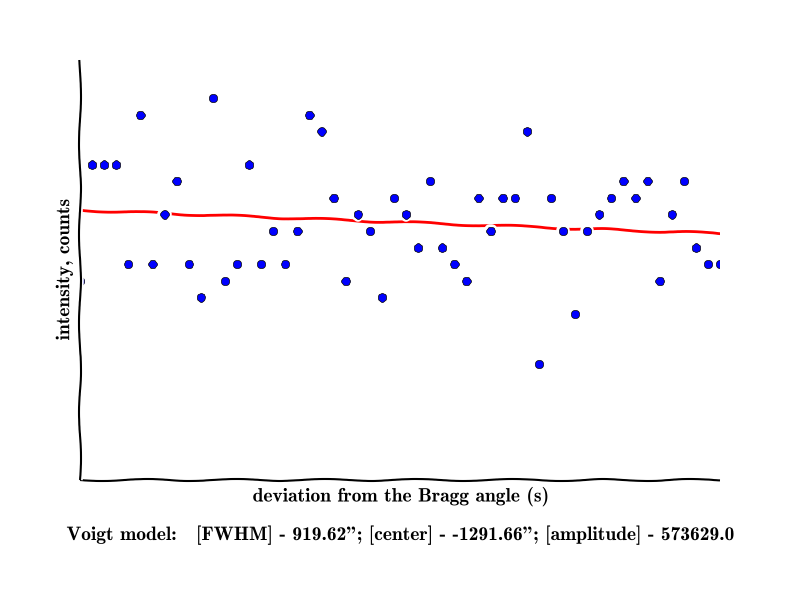 intensity, counts
deviation from the Bragg angle (s)
Voigt model: [FWHM] - 919.62”; [center] - -1291.66”; [amplitude] - 573629.0